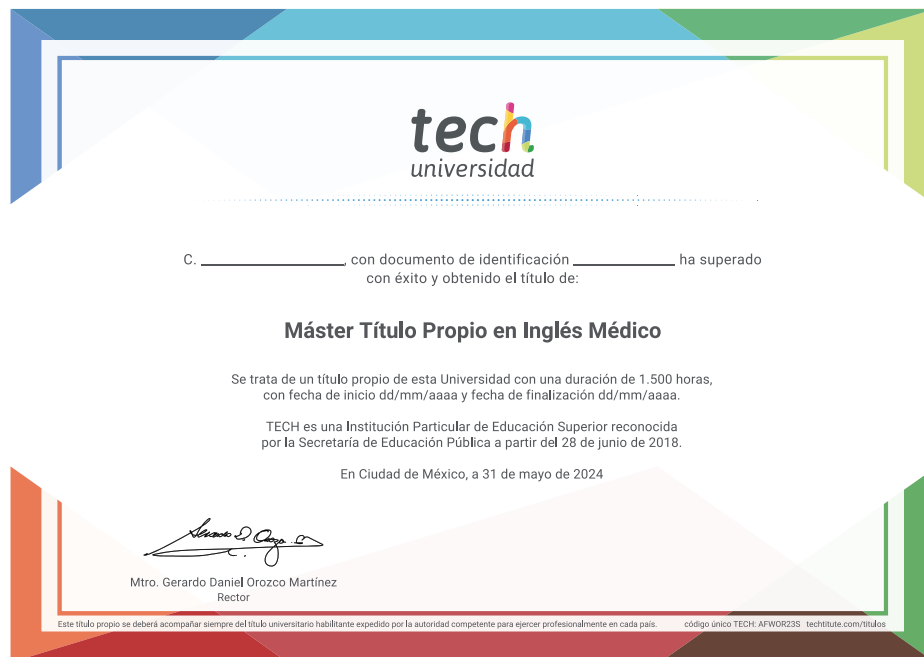 tech
universidad
C. ____________________, con documento de identificación ______________ ha superado
con éxito y obtenido el título de:
Máster Título Propio en Inglés Médico
Se trata de un título propio de esta Universidad con una duración de 1.500 horas,
con fecha de inicio dd/mm/aaaa y fecha de finalización dd/mm/aaaa.
TECH es una Institución Particular de Educación Superior reconocida
por la Secretaría de Educación Pública a partir del 28 de junio de 2018.
En Ciudad de México, a 31 de mayo de 2024
Mtro. Gerardo Daniel Orozco Martínez
Rector
Este título propio se deberá acompañar siempre del título universitario habilitante expedido por la autoridad competente para ejercer profesionalmente en cada país. código único TECH: AFWOR23S techtitute.com/titulos